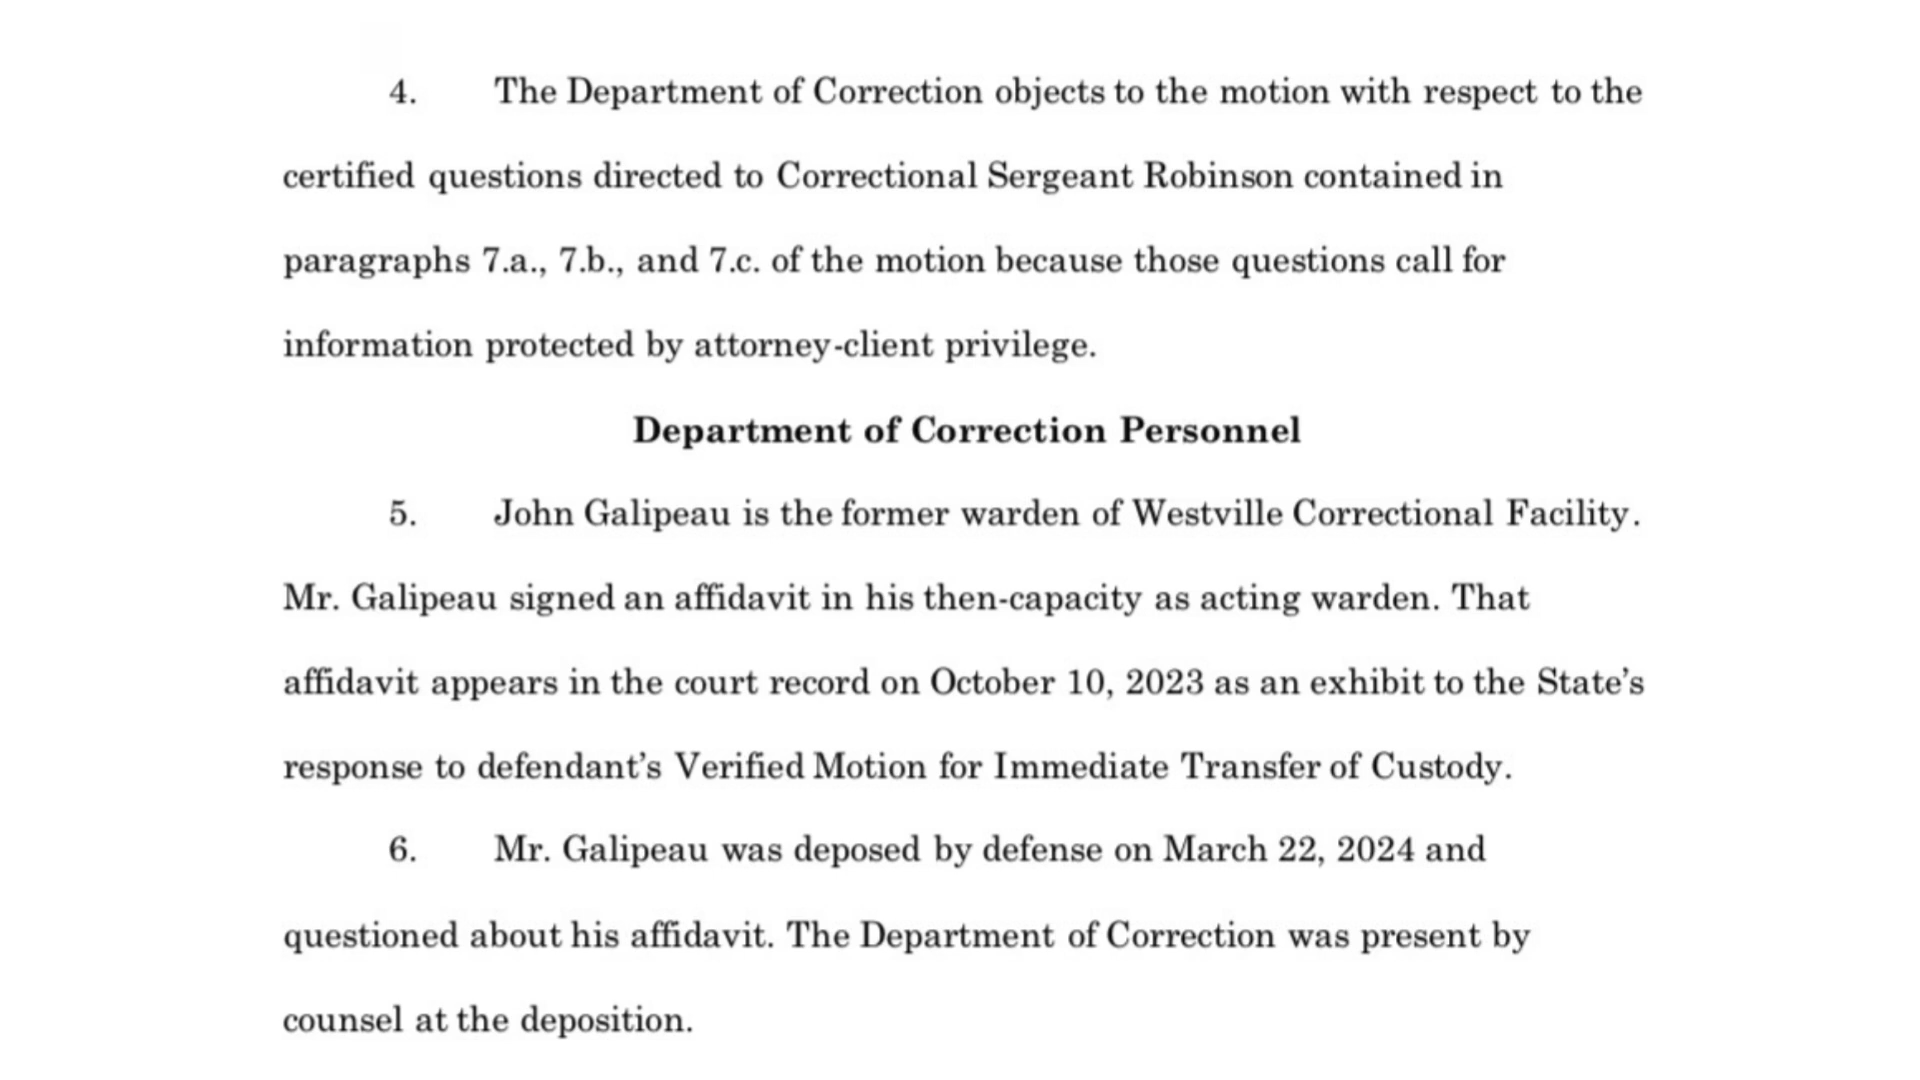 4. The Department of Correction objects to the motion with respect to the
certified questions directed to Correctional Sergeant Robinson contained in
paragraphs 7.a., 7.b., and 7.c. of the motion because those questions call for
information protected by attorney-client privilege.
Department of Correction Personnel
5. John Galipeau is the former warden of Westville Correctional Facility.
Mr. Galipeau signed an affidavit in his then-capacity as acting warden. That
affidavit appears in the court record on October 10, 2023 as an exhibit to the State’s
response to defendant’s Verified Motion for Immediate Transfer of Custody.
6. Mr. Galipeau was deposed by defense on March 22, 2024 and
questioned about his affidavit. The Department of Correction was present by
counsel at the deposition.